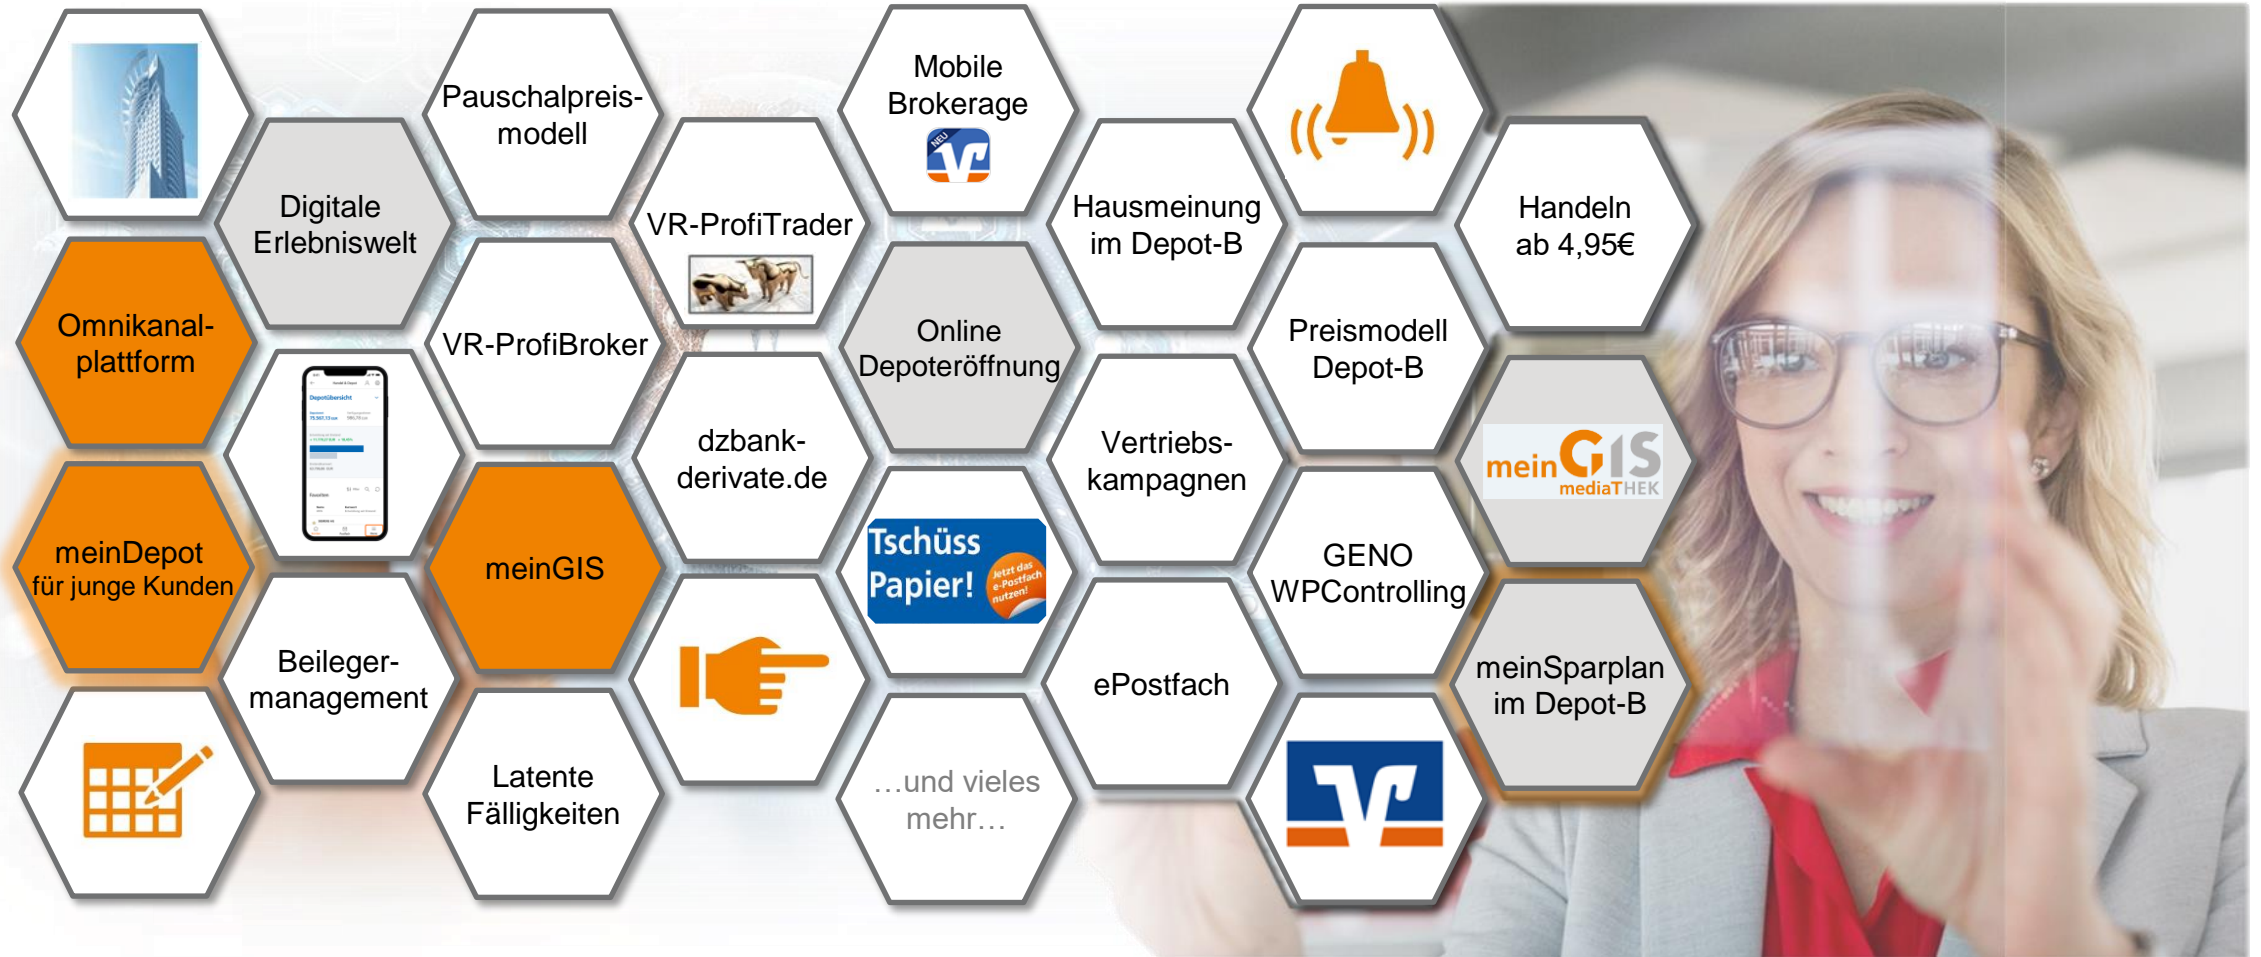 Pauschalpreis-
modell
Mobile
Brokerage
NEU
Digitale
Erlebniswelt
VR-ProfiTrader
Hausmeinung
im Depot-B
Handeln
ab 4,95€
Omnikanal-
plattform
VR-ProfiBroker
Online
Depoteröffnung
Preismodell
Depot-B
Depotübersicht
dzbank-
derivate.de
Vertriebs-
kampagnen
meinGIS
mediaTHEK
meinDepot
für junge Kunden
meinGIS
Tschüss
Papier!
Jetzt das
e-Postfach
nutzen!
GENO
WPControlling
Beileger-
management
ePostfach
meinSparplan
im Depot-B
Latente
Fälligkeiten
…und vieles
mehr…